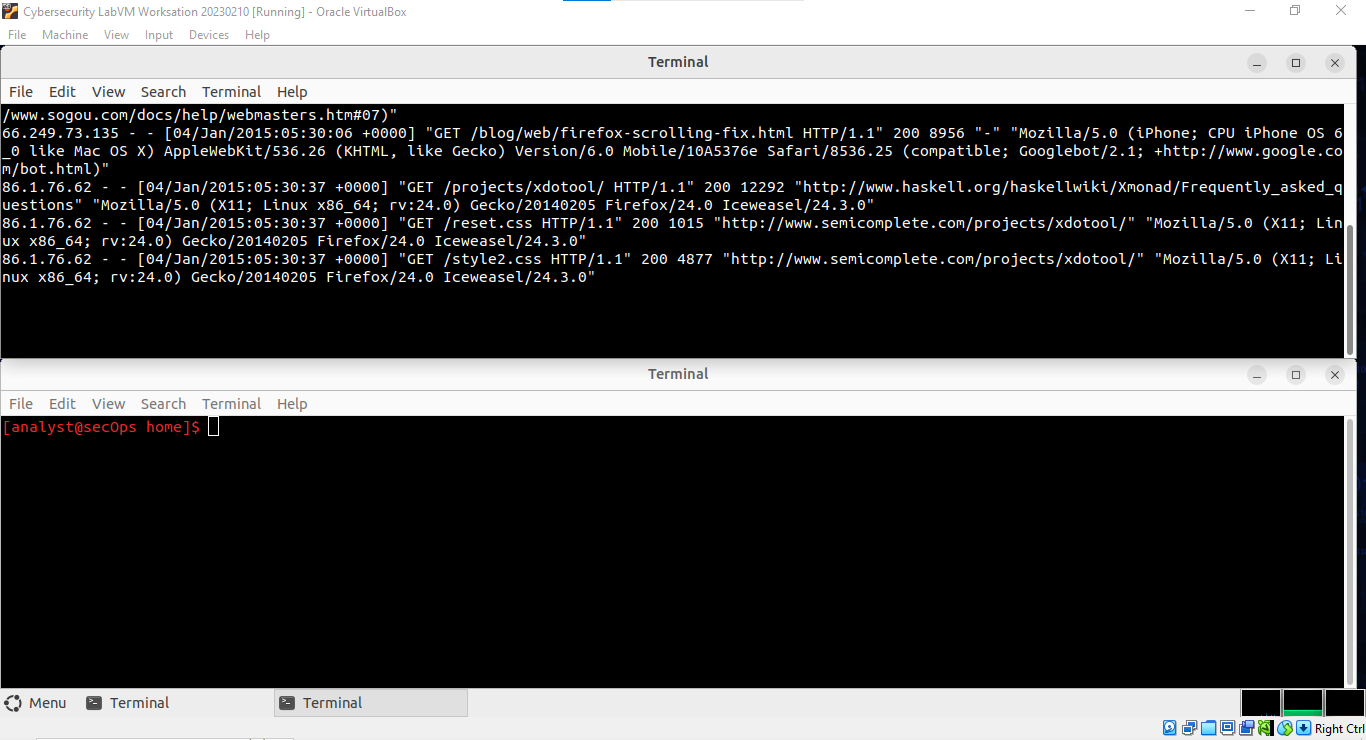 Cybersecurity LabVM Worksation 20230210 [Running] - Oracle VirtualBox
File Machine View Input Devices Help
Terminal
File Edit View Search Terminal Help
/www.sogou.com/docs/help/webmasters.htm#07)"
66.249.73.135 - - [04/Jan/2015:05:30:06 +0000] "GET /blog/web/firefox-scrolling-fix.html HTTP/1.1" 200 8956 "-" "Mozilla/5.0 (iPhone; CPU iPhone OS 6
_0 like Mac OS X) AppleWebKit/536.26 (KHTML, like Gecko) Version/6.0 Mobile/10A5376e Safari/8536.25 (compatible; Googlebot/2.1; +http://www.google.co
m/bot.html)"
86.1.76.62 - - [04/Jan/2015:05:30:37 +0000] "GET /projects/xdotool/ HTTP/1.1" 200 12292 "http://www.haskell.org/haskellwiki/Xmonad/Frequently_asked_q
uestions" "Mozilla/5.0 (X11; Linux x86_64; rv:24.0) Gecko/20140205 Firefox/24.0 Iceweasel/24.3.0"
86.1.76.62 - - [04/Jan/2015:05:30:37 +0000] "GET /reset.css HTTP/1.1" 200 1015 "http://www.semicomplete.com/projects/xdotool/" "Mozilla/5.0 (X11; Lin
ux x86_64; rv:24.0) Gecko/20140205 Firefox/24.0 Iceweasel/24.3.0"
86.1.76.62 - - [04/Jan/2015:05:30:37 +0000] "GET /style2.css HTTP/1.1" 200 4877 "http://www.semicomplete.com/projects/xdotool/" "Mozilla/5.0 (X11; Li
nux x86_64; rv:24.0) Gecko/20140205 Firefox/24.0 Iceweasel/24.3.0"
Terminal
File Edit View Search Terminal Help
[analyst@secOps home]$
Menu Terminal Terminal
Right Ctrl